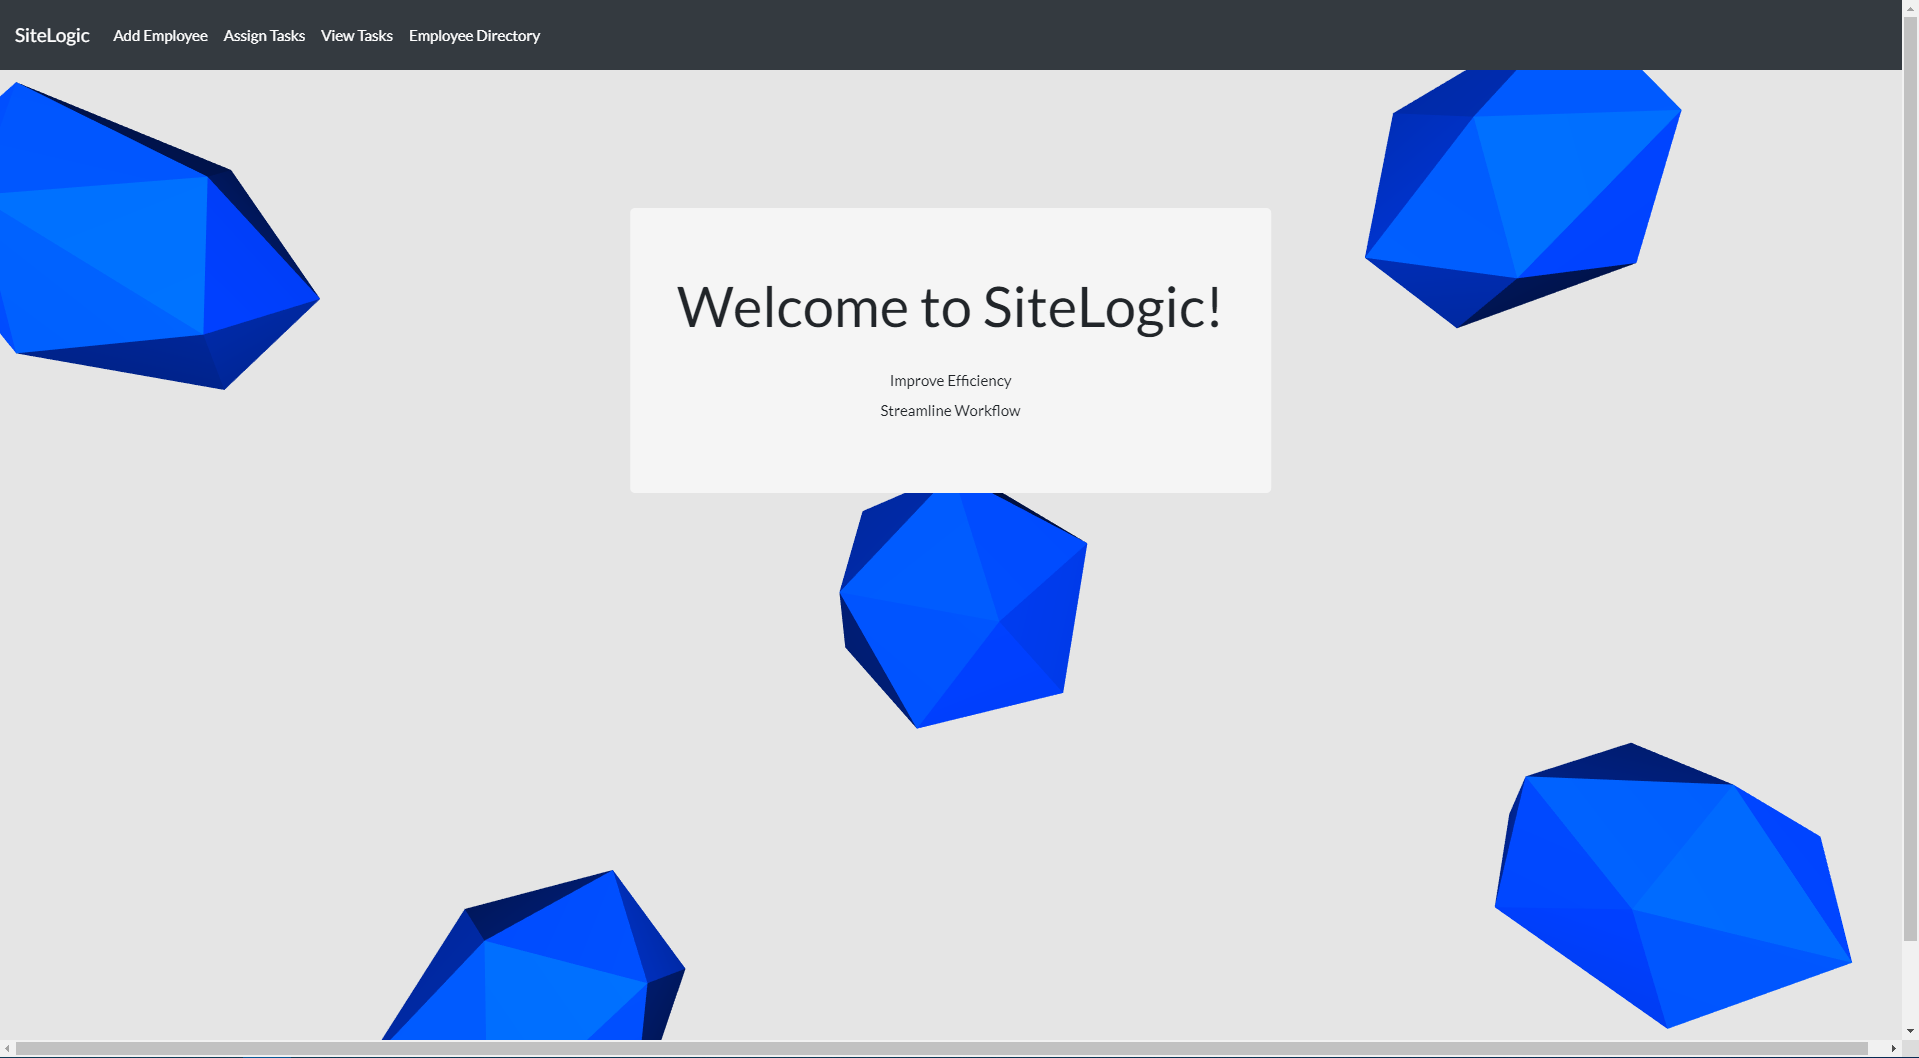 SiteLogic Add Employee Assign Tasks View Tasks Employee Directory
Welcome to SiteLogic!
Improve Efficiency
Streamline Workflow